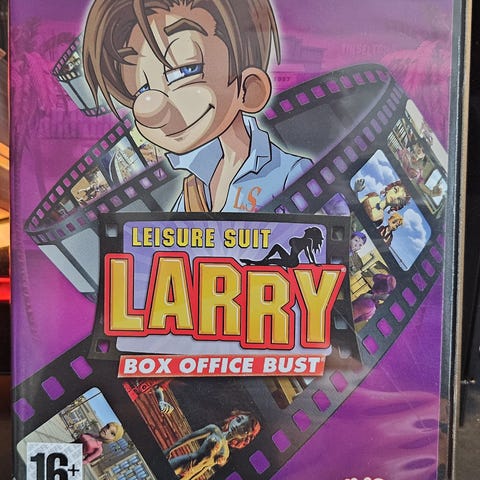 L.S
LEISURE SUIT
LARRY
BOX OFFICE BUST
16+